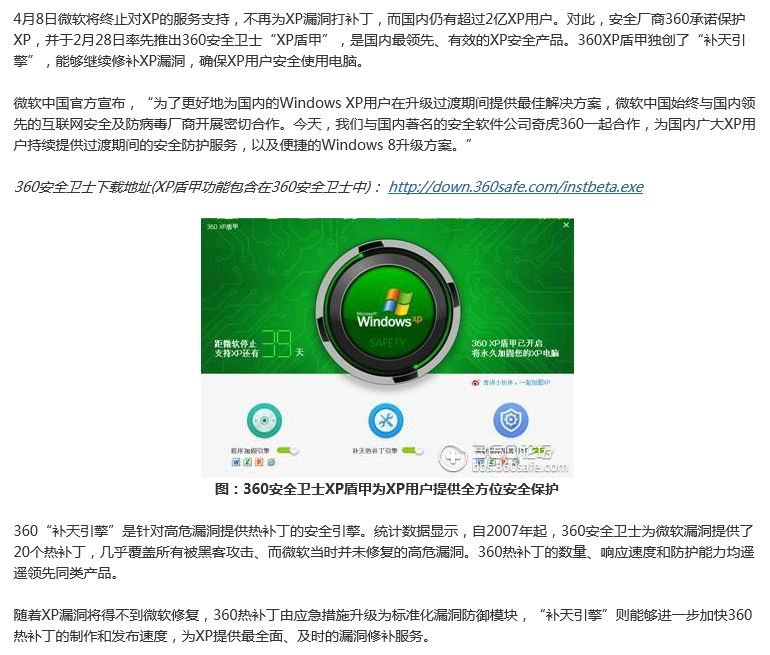 4月8日微软将终止对XP的服务支持，不再为XP漏洞打补丁，而国内仍有超过2亿XP用户。对此，安全厂商360承诺保护
XP，并于2月28日率先推出360安全卫士“XP盾甲”，是国内最领先、有效的XP安全产品。360XP盾甲独创了“补天引
擎”，能够继续修补XP漏洞，确保XP用户安全使用电脑。
微软中国官方宣布，“为了更好地为国内的Windows XP用户在升级过渡期间提供最佳解决方案，微软中国始终与国内领
先的互联网安全及防病毒厂商开展密切合作。今天，我们与国内著名的安全软件公司奇虎360一起合作，为国内广大XP用
户持续提供过渡期间的安全防护服务，以及便捷的Windows 8升级方案。”
360安全卫士下载地址(XP盾甲功能包含在360安全卫士中)： http://down.360safe.com/instbeta.exe
360 XP盾甲
Microsoft
Windows xp
SAFETY
距微软停止
支持XP还有 39 天
360 XP盾甲已开启
将永久加固您的XP电脑
告诉小伙伴，一起加固XP
程序加固引擎
补天热补丁引擎
bbs.360safe.com
图：360安全卫士XP盾甲为XP用户提供全方位安全保护
360“补天引擎”是针对高危漏洞提供热补丁的安全引擎。统计数据显示，自2007年起，360安全卫士为微软漏洞提供了
20个热补丁，几乎覆盖所有被黑客攻击、而微软当时并未修复的高危漏洞。360热补丁的数量、响应速度和防护能力均遥
遥领先同类产品。
随着XP漏洞将得不到微软修复，360热补丁由应急措施升级为标准化漏洞防御模块，“补天引擎”则能够进一步加快360
热补丁的制作和发布速度，为XP提供最全面、及时的漏洞修补服务。